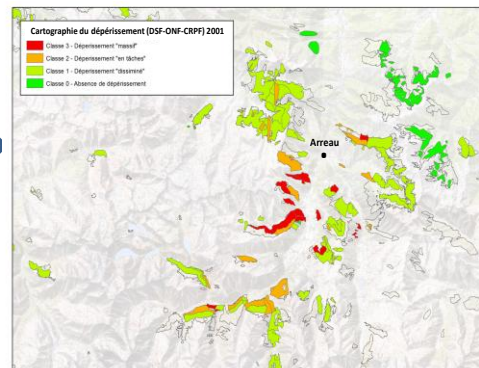 Cartographie du dépérissement (DSF-ONF-CRPF) 2001
Classe 3 - Dépérissement "massif"
Classe 2 - Dépérissement "en tâches"
Classe 1 - Dépérissement "disséminé"
Classe 0 - Absence de dépérissement
Arreau